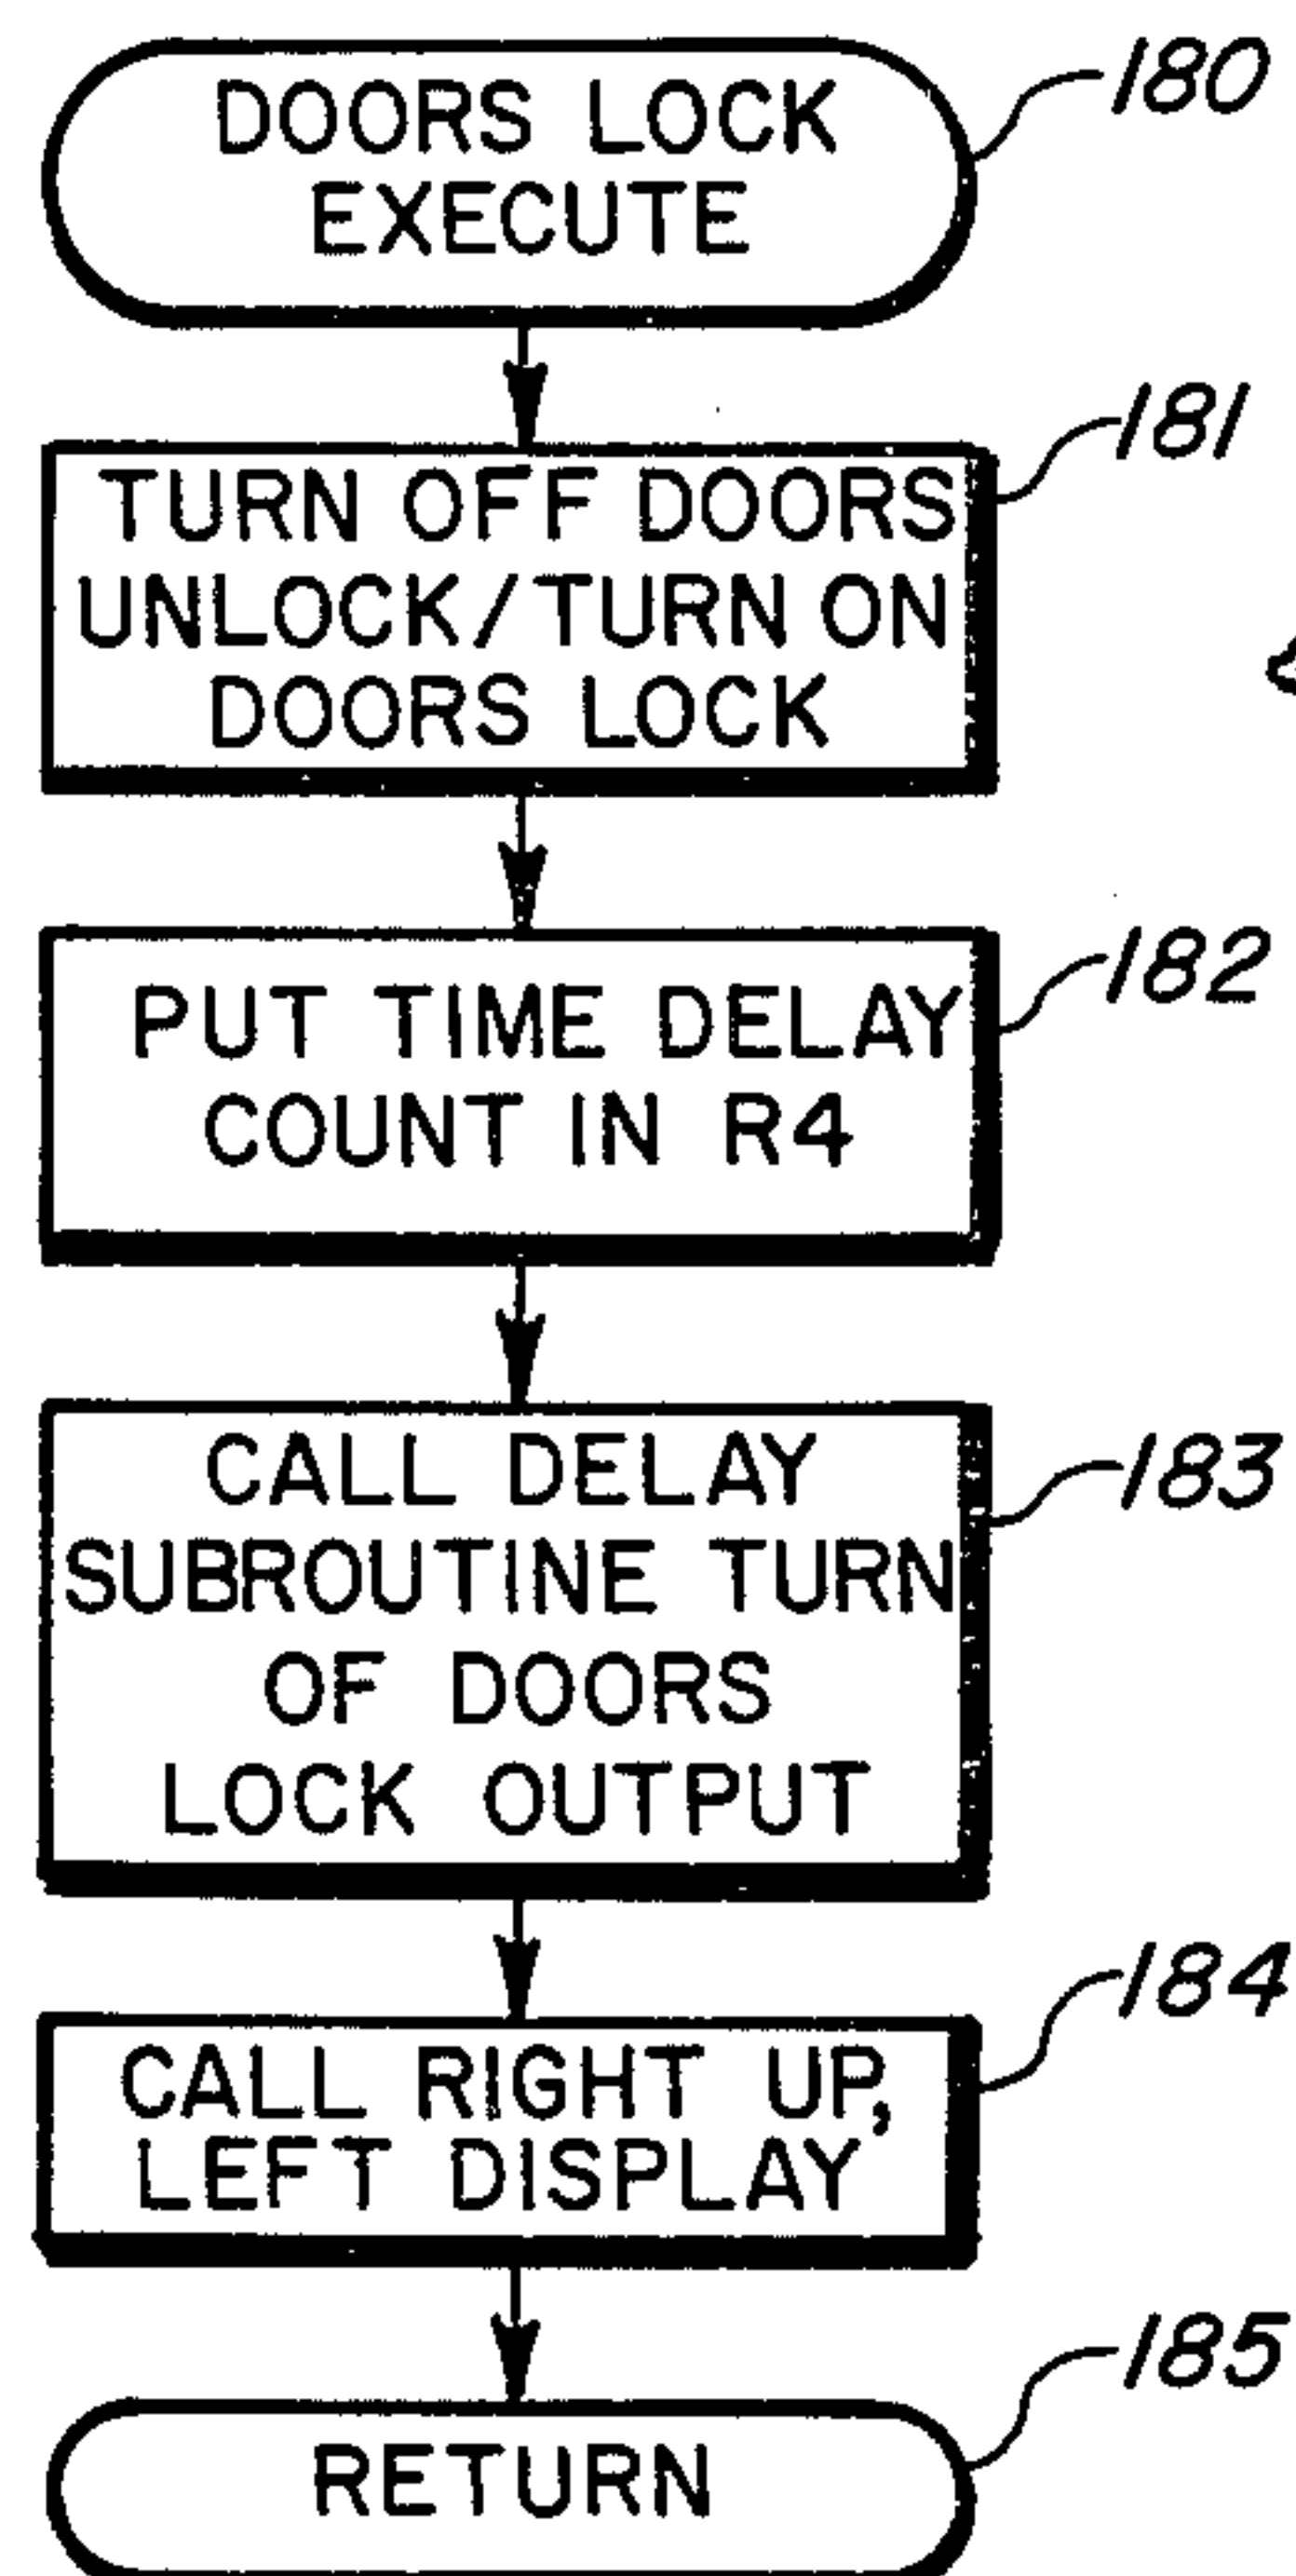 DOORS LOCK
EXECUTE
180
TURN OFF DOORS
UNLOCK/TURN ON
DOORS LOCK
181
PUT TIME DELAY
COUNT IN R4
182
CALL DELAY
SUBROUTINE TURN
OF DOORS
LOCK OUTPUT
183
CALL RIGHT UP,
LEFT DISPLAY
184
RETURN
185